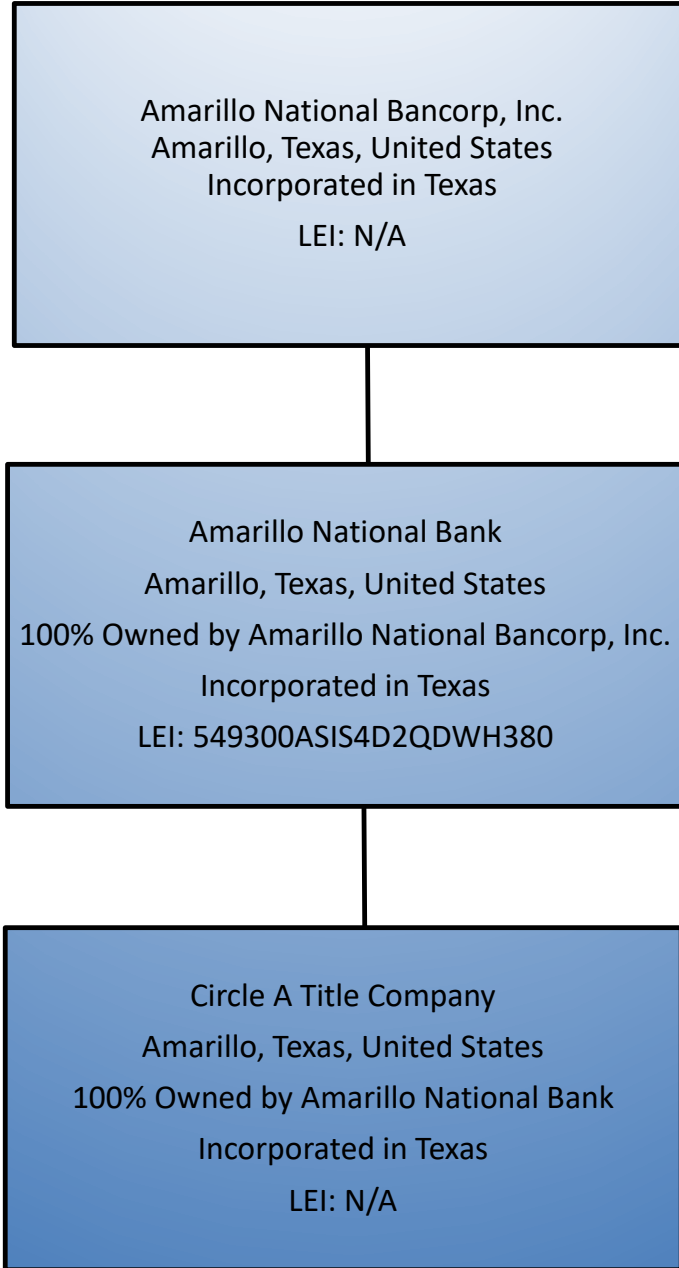 Amarillo National Bancorp, Inc.
Amarillo, Texas, United States
Incorporated in Texas
LEI: N/A
Amarillo National Bank
Amarillo, Texas, United States
100% Owned by Amarillo National Bancorp, Inc.
Incorporated in Texas
LEI: 549300ASIS4D2QDWH380
Circle A Title Company
Amarillo, Texas, United States
100% Owned by Amarillo National Bank
Incorporated in Texas
LEI: N/A